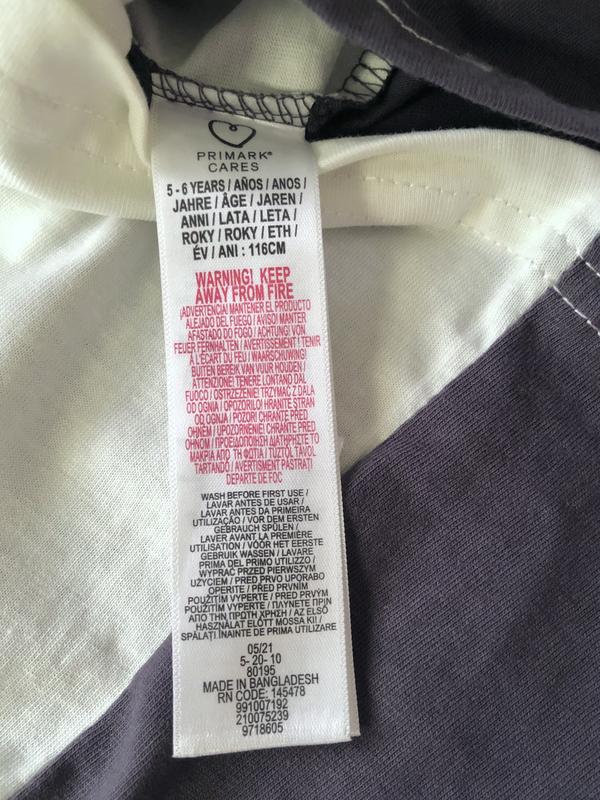 PRIMARK®
CARES
5 - 6 YEARS / AÑOS / ANOS /
JAHRE / ÂGE / JAREN /
ANNI / LATA / LETA /
ROKY / ROKY / ΕΤΗ /
ÉV / ANI : 116CM
WARNING! KEEP
AWAY FROM FIRE
¡ADVERTENCIA! MANTENER EL PRODUCTO
ALEJADO DEL FUEGO / AVISO! MANTER
AFASTADO DO FOGO / ACHTUNG! VON
FEUER FERNHALTEN / AVERTISSEMENT ! TENIR
À L'ÉCART DU FEU / WAARSCHUWING!
BUITEN BEREIK VAN VUUR HOUDEN /
ATTENZIONE! TENERE LONTANO DAL
FUOCO / OSTRZEŻENIE! TRZYMAĆ Z DALA
OD OGNIA / OPOZORILO! HRANITE STRAN
OD OGNJA / POZOR! CHRAŇTE PŘED
OHNĚM / UPOZORNENIE! CHRÁŇTE PRED
OHŇOM / ΠΡΟΕΙΔΟΠΟΙΗΣΗ ΔΙΑΤΗΡΗΣΤΕ ΤΟ
ΜΑΚΡΙΑ ΑΠΟ ΤΗ ΦΩΤΙΑ / TŰZTŐL TÁVOL
TARTANDÓ / AVERTISMENT PĂSTRAȚI
DEPARTE DE FOC
WASH BEFORE FIRST USE /
LAVAR ANTES DE USAR /
LAVAR ANTES DA PRIMEIRA
UTILIZAÇÃO / VOR DEM ERSTEN
GEBRAUCH SPÜLEN /
LAVER AVANT LA PREMIÈRE
UTILISATION / VÓÓR HET EERSTE
GEBRUIK WASSEN / LAVARE
PRIMA DEL PRIMO UTILIZZO /
WYPRAĆ PRZED PIERWSZYM
UŻYCIEM / PRED PRVO UPORABO
OPERITE / PŘED PRVNÍM
POUŽITÍM VYPERTE / PRED PRVÝM
POUŽITÍM VYPERTE / ΠΛΥΝΕΤΕ ΠΡΙΝ
ΑΠΟ ΤΗΝ ΠΡΩΤΗ ΧΡΗΣΗ / AZ ELSŐ
HASZNÁLAT ELŐTT MOSSA KI! /
SPĂLAȚI ÎNAINTE DE PRIMA UTILIZARE
05/21
5- 20- 10
80195
MADE IN BANGLADESH
RN CODE: 145478
991007192
210075239
9718605